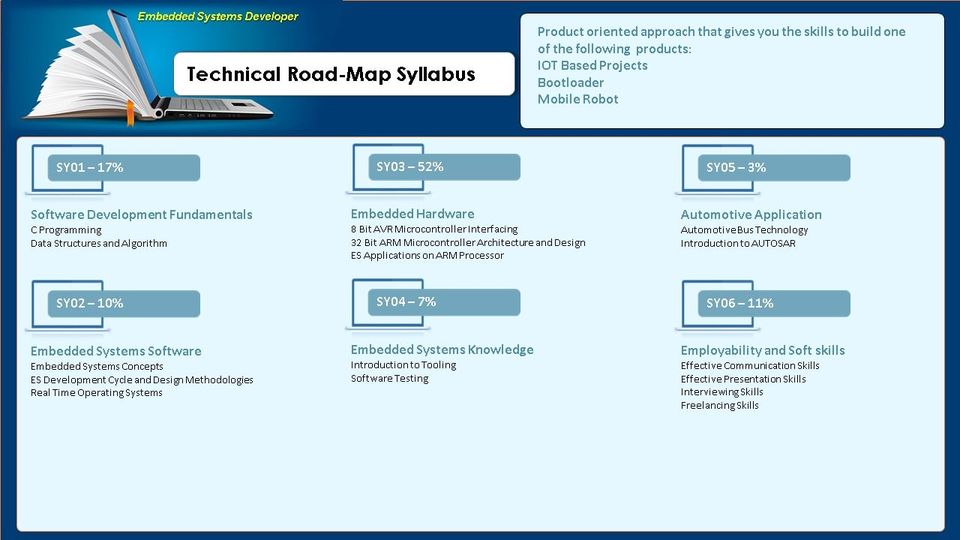 Embedded Systems Developer
Technical Road-Map Syllabus
Product oriented approach that gives you the skills to build one
of the following products:
IOT Based Projects
Bootloader
Mobile Robot
SY01 – 17%
Software Development Fundamentals
C Programming
Data Structures and Algorithm
SY02 – 10%
Embedded Systems Software
Embedded Systems Concepts
ES Development Cycle and Design Methodologies
Real Time Operating Systems
SY03 – 52%
Embedded Hardware
8 Bit AVR Microcontroller Interfacing
32 Bit ARM Microcontroller Architecture and Design
ES Applications on ARM Processor
SY04 – 7%
Embedded Systems Knowledge
Introduction to Tooling
Software Testing
SY05 – 3%
Automotive Application
Automotive Bus Technology
Introduction to AUTOSAR
SY06 – 11%
Employability and Soft skills
Effective Communication Skills
Effective Presentation Skills
Interviewing Skills
Freelancing Skills